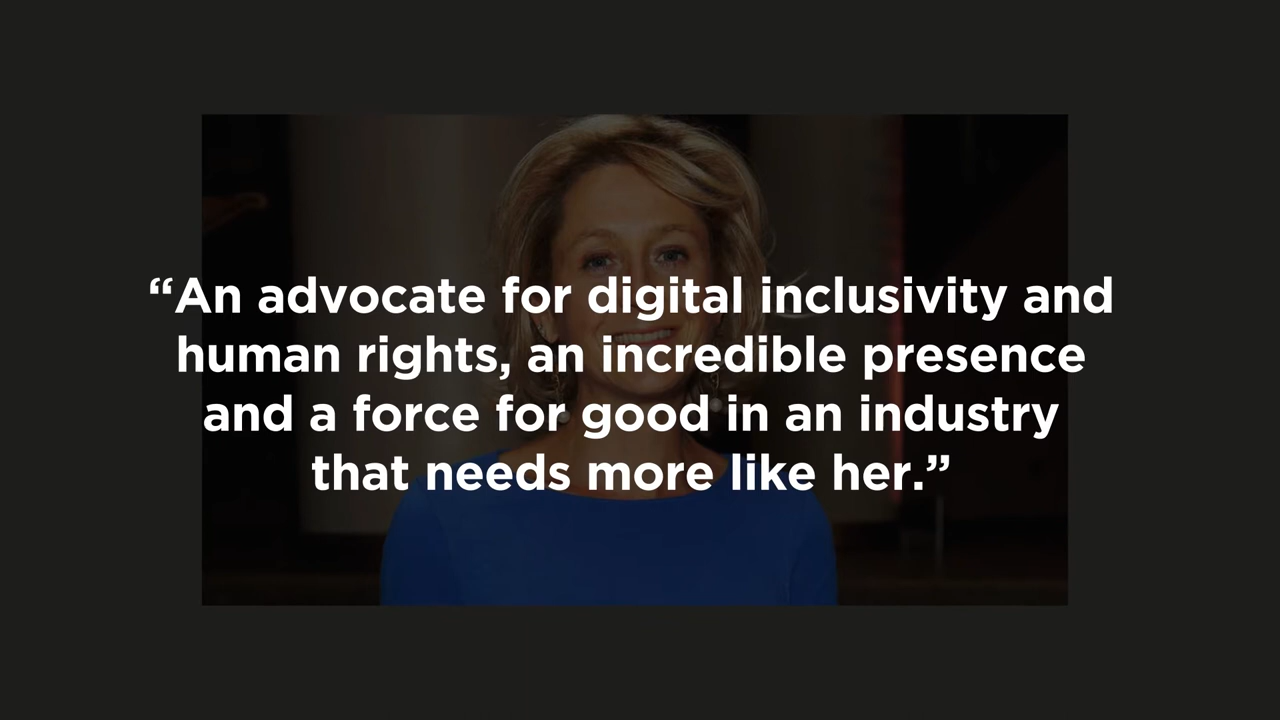 “An advocate for digital inclusivity and
human rights, an incredible presence
and a force for good in an industry
that needs more like her.”